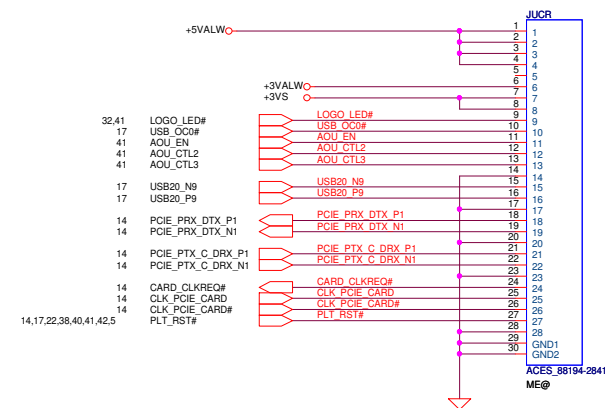 JUCR
+5VALW 1 1
2 2
3 3
4 4
5 5
+3VALW 6 6
+3VS 7 7
8 8
32,41 LOGO_LED# LOGO_LED# 9 9
17 USB_OC0# USB_OC0# 10 10
41 AOU_EN AOU_EN 11 11
41 AOU_CTL2 AOU_CTL2 12 12
41 AOU_CTL3 AOU_CTL3 13 13
14 14
17 USB20_N9 USB20_N9 15 15
17 USB20_P9 USB20_P9 16 16
17 17
14 PCIE_PRX_DTX_P1 PCIE_PRX_DTX_P1 18 18
14 PCIE_PRX_DTX_N1 PCIE_PRX_DTX_N1 19 19
20 20
14 PCIE_PTX_C_DRX_P1 PCIE_PTX_C_DRX_P1 21 21
14 PCIE_PTX_C_DRX_N1 PCIE_PTX_C_DRX_N1 22 22
23 23
14 CARD_CLKREQ# CARD_CLKREQ# 24 24
14 CLK_PCIE_CARD CLK_PCIE_CARD 25 25
14 CLK_PCIE_CARD# CLK_PCIE_CARD# 26 26
14,17,22,38,40,41,42,5 PLT_RST# PLT_RST# 27 27
28 28
29 GND1
30 GND2
ACES_88194-2841
ME@